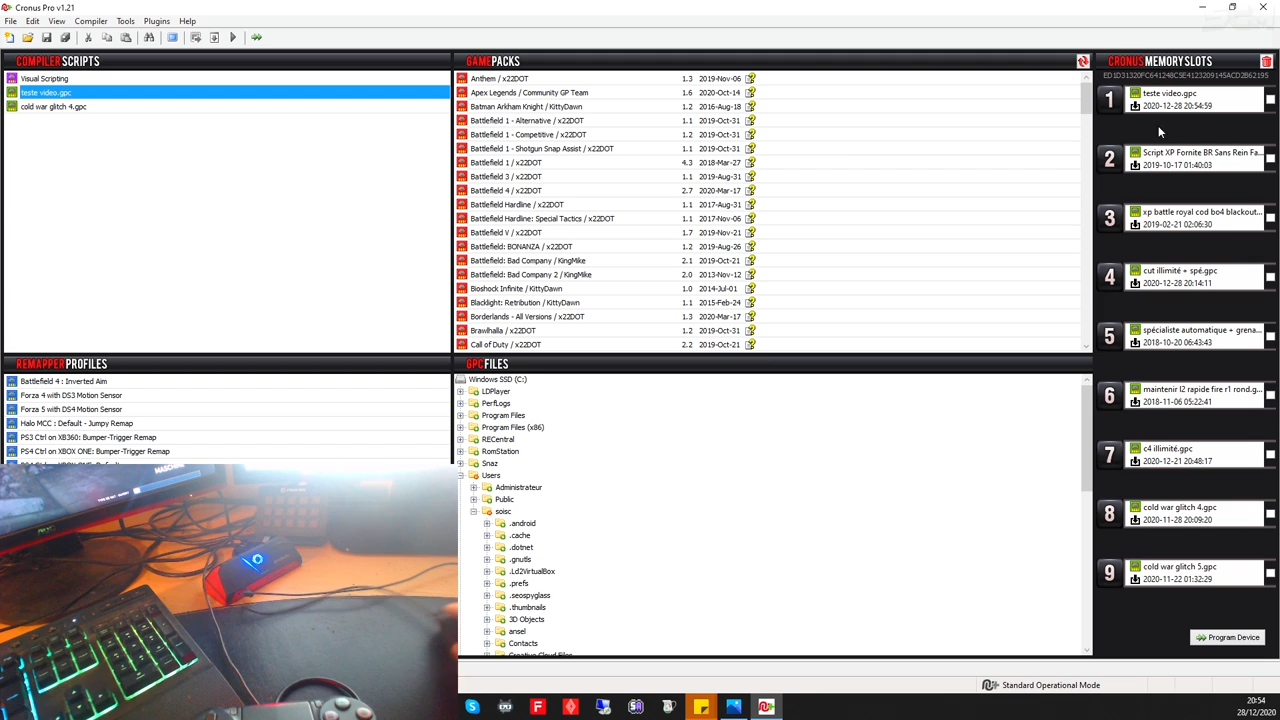 Cronus Pro v1.21
File Edit View Compiler Tools Plugins Help
COMPILER SCRIPTS
Visual Scripting
teste video.gpc
cold war glitch 4.gpc
GAMEPACKS
Anthem / x22DOT 1.3 2019-Nov-06
Apex Legends / Community GP Team 1.6 2020-Oct-14
Batman Arkham Knight / KittyDawn 1.2 2016-Aug-18
Battlefield 1 - Alternative / x22DOT 1.1 2019-Oct-31
Battlefield 1 - Competitive / x22DOT 1.1 2019-Oct-31
Battlefield 1 - Shotgun Snap Assist / x22DOT 1.1 2019-Oct-31
Battlefield 1 / x22DOT 4.3 2018-Mar-27
Battlefield 3 / x22DOT 1.1 2019-Aug-31
Battlefield 4 / x22DOT 2.7 2020-Mar-17
Battlefield Hardline / x22DOT 1.1 2017-Aug-31
Battlefield Hardline: Special Tactics / x22DOT 1.1 2017-Nov-06
Battlefield V / x22DOT 1.7 2019-Nov-21
Battlefield: BONANZA / x22DOT 1.2 2019-Aug-26
Battlefield: Bad Company / KingMike 2.1 2019-Oct-21
Battlefield: Bad Company 2 / KingMike 2.0 2013-Nov-12
Bioshock Infinite / KittyDawn 1.0 2014-Jul-01
Blacklight: Retribution / KittyDawn 1.1 2015-Feb-24
Borderlands - All Versions / x22DOT 1.3 2020-Mar-17
Brawlhalla / x22DOT 1.2 2019-Oct-31
Call of Duty / x22DOT 2.2 2019-Oct-21
CRONUS MEMORY SLOTS
1 teste video.gpc
2020-12-28 20:54:59
2 Script XP Fornite BR Sans Rein Fa...
2019-10-17 01:40:03
3 xp battle royal cod bo4 blackout...
2019-02-21 02:06:30
4 cut illimité + spé.gpc
2020-12-28 20:14:11
5 spécialiste automatique + grena...
2018-10-20 06:43:43
6 maintenir l2 rapide fire r1 rond.g...
2018-11-06 05:22:41
7 c4 illimité.gpc
2020-12-21 20:48:17
8 cold war glitch 4.gpc
2020-11-28 20:09:20
9 cold war glitch 5.gpc
2020-11-22 01:32:29
Program Device
REMAPPER PROFILES
Battlefield 4 : Inverted Aim
Forza 4 with DS3 Motion Sensor
Forza 5 with DS4 Motion Sensor
Halo MCC : Default - Jumpy Remap
PS3 Ctrl on XB360: Bumper-Trigger Remap
PS4 Ctrl on XBOX ONE: Bumper-Trigger Remap
GPC FILES
Windows SSD (C:)
LDPlayer
PerfLogs
Program Files
Program Files (x86)
RECentral
RomStation
Snaz
Users
Administrateur
Public
soisc
.android
.cache
.dotnet
.gnutls
.Ld2VirtualBox
.prefs
.seospyglass
.thumbnails
3D Objects
ansel
Contacts
Standard Operational Mode
20:54
28/12/2020